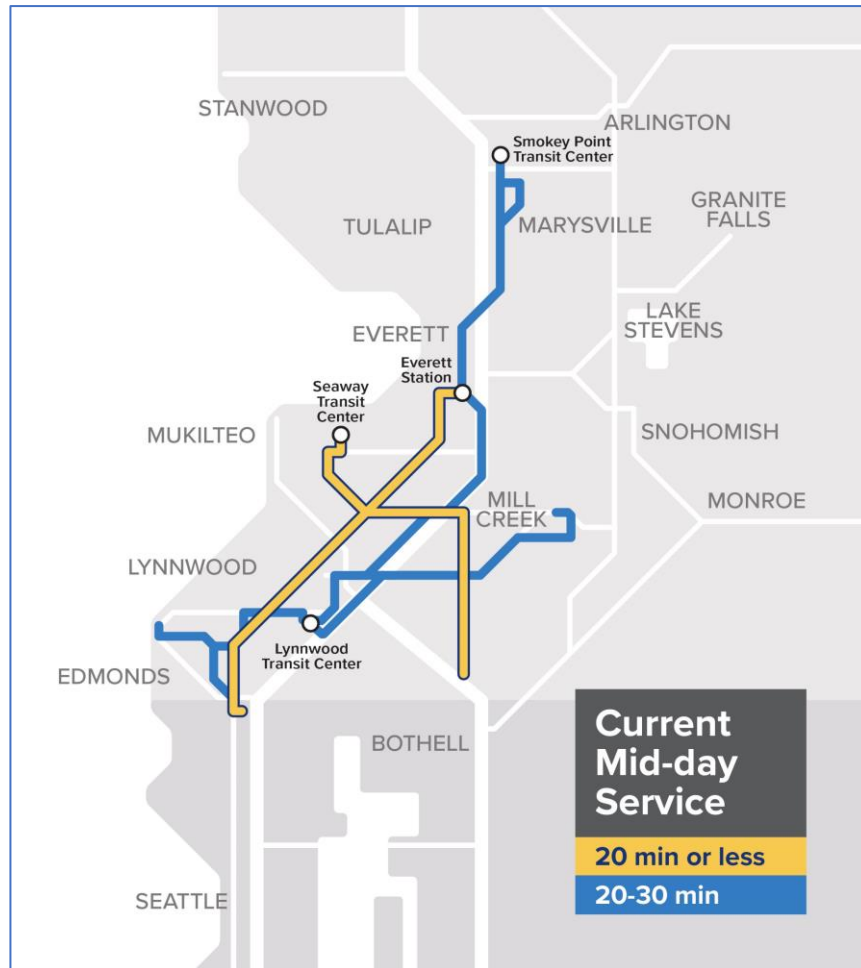 STANWOOD
ARLINGTON
Smokey Point
Transit Center
GRANITE
FALLS
TULALIP
MARYSVILLE
LAKE
STEVENS
EVERETT
Everett
Station
Seaway
Transit
Center
MUKILTEO
SNOHOMISH
MILL
CREEK
MONROE
LYNNWOOD
Lynnwood
Transit Center
EDMONDS
BOTHELL
SEATTLE
Current
Mid-day
Service
20 min or less
20-30 min